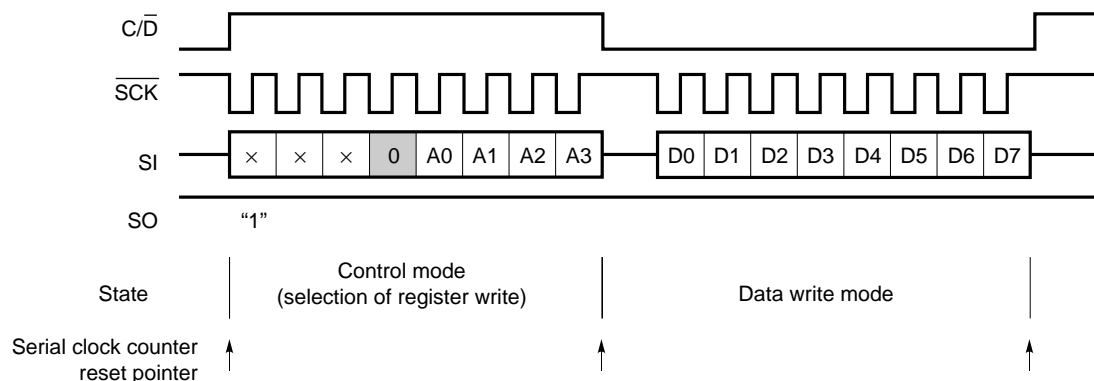 C/D̅
S̅C̅K̅
SI × × × 0 A0 A1 A2 A3 D0 D1 D2 D3 D4 D5 D6 D7
SO “1”
State Control mode
(selection of register write) Data write mode
Serial clock counter
reset pointer